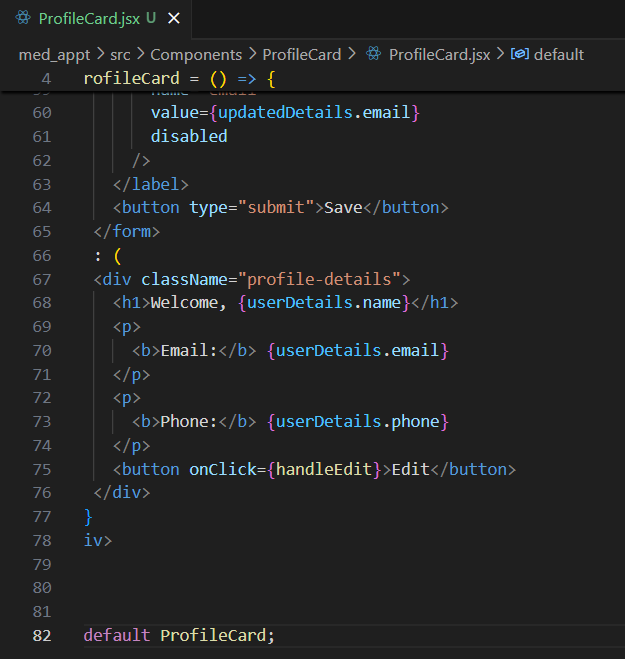 ProfileCard.jsx U
med_appt > src > Components > ProfileCard > ProfileCard.jsx > default
4 rofileCard = () => {
60 value={updatedDetails.email}
61 disabled
62 />
63 </label>
64 <button type="submit">Save</button>
65 </form>
66 : (
67 <div className="profile-details">
68 <h1>Welcome, {userDetails.name}</h1>
69 <p>
70 <b>Email:</b> {userDetails.email}
71 </p>
72 <p>
73 <b>Phone:</b> {userDetails.phone}
74 </p>
75 <button onClick={handleEdit}>Edit</button>
76 </div>
77 }
78 iv>
79
80
81
82 default ProfileCard;